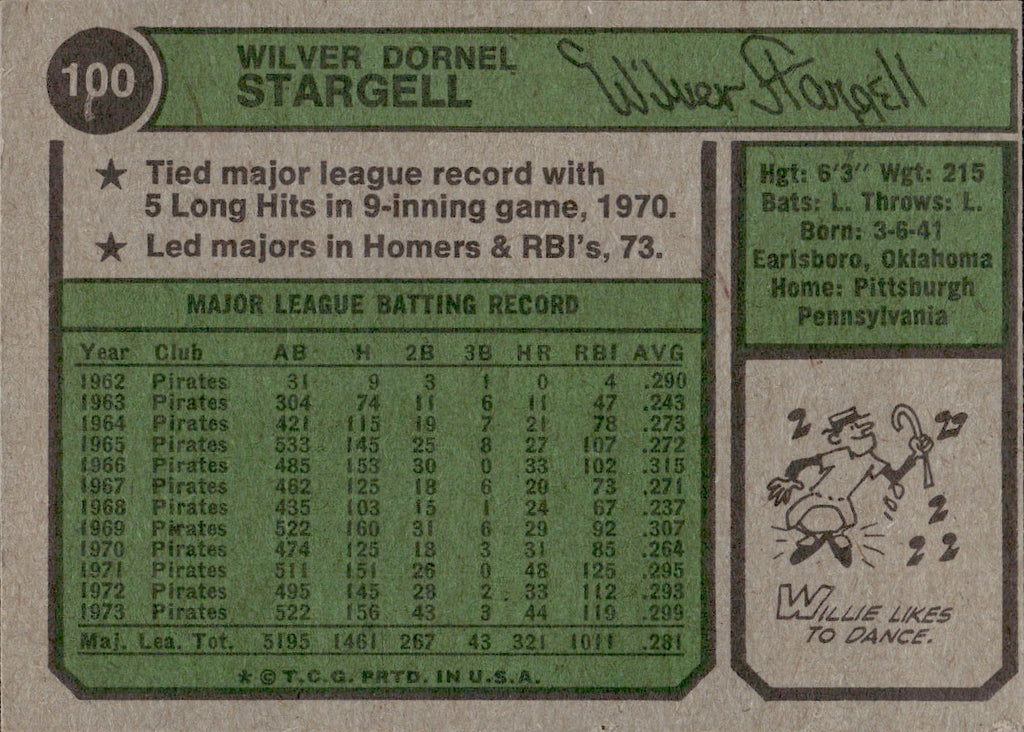 100
WILVER DORNEL
STARGELL
Wilver Stargell
★ Tied major league record with
5 Long Hits in 9-inning game, 1970.
★ Led majors in Homers & RBI's, 73.
Hgt: 6'3'' Wgt: 215
Bats: L. Throws: L.
Born: 3-6-41
Earlsboro, Oklahoma
Home: Pittsburgh
Pennsylvania
MAJOR LEAGUE BATTING RECORD
Year Club AB H 2B 3B HR RBI AVG
1962 Pirates 31 9 3 1 0 4 .290
1963 Pirates 304 74 11 6 11 47 .243
1964 Pirates 421 115 19 7 21 78 .273
1965 Pirates 533 145 25 8 27 107 .272
1966 Pirates 485 153 30 0 33 102 .315
1967 Pirates 462 125 18 6 20 73 .271
1968 Pirates 435 103 15 1 24 67 .237
1969 Pirates 522 160 31 6 29 92 .307
1970 Pirates 474 125 18 3 31 85 .264
1971 Pirates 511 151 26 0 48 125 .295
1972 Pirates 495 145 28 2 33 112 .293
1973 Pirates 522 156 43 3 44 119 .299
Maj. Lea. Tot. 5195 1461 267 43 321 1011 .281
★ © T.C.G. PRTD. IN U.S.A.
WILLIE LIKES
TO DANCE.